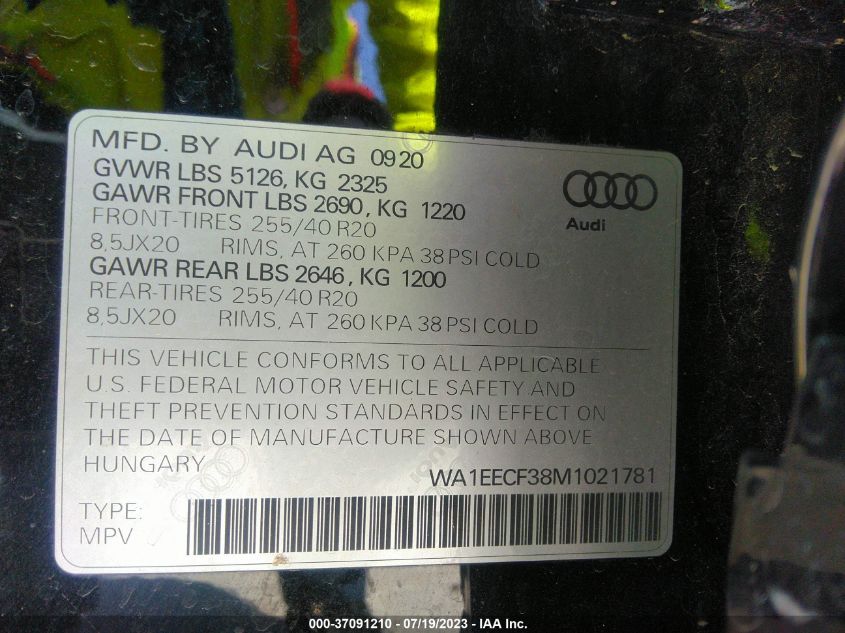 MFD. BY AUDI AG 0920
GVWR LBS 5126, KG 2325
GAWR FRONT LBS 2690, KG 1220
FRONT-TIRES 255/40 R20
8,5JX20 RIMS, AT 260 KPA 38 PSI COLD
GAWR REAR LBS 2646, KG 1200
REAR-TIRES 255/40 R20
8,5JX20 RIMS, AT 260 KPA 38 PSI COLD
Audi
THIS VEHICLE CONFORMS TO ALL APPLICABLE
U.S. FEDERAL MOTOR VEHICLE SAFETY AND
THEFT PREVENTION STANDARDS IN EFFECT ON
THE DATE OF MANUFACTURE SHOWN ABOVE
HUNGARY
WA1EECF38M1021781
TYPE:
MPV
000-37091210 - 07/19/2023 - IAA Inc.